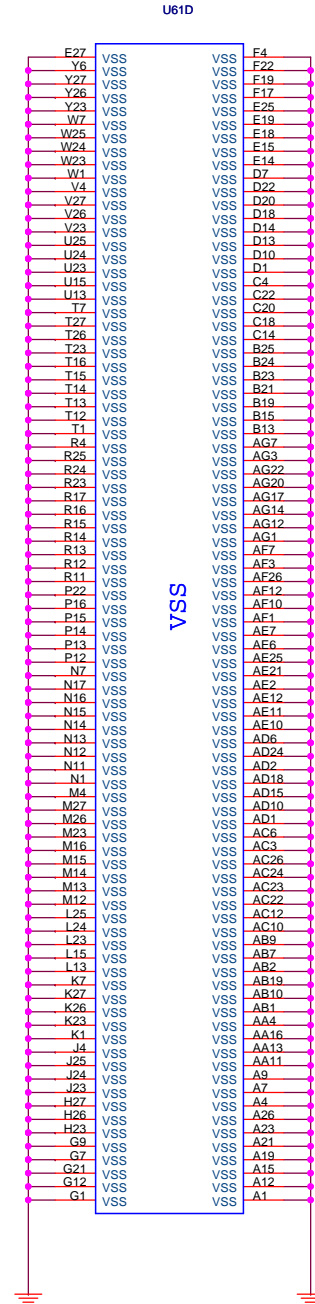 U61D
E27 VSS VSS F4
Y6 VSS VSS F22
Y27 VSS VSS F19
Y26 VSS VSS F17
Y23 VSS VSS E25
W7 VSS VSS E19
W25 VSS VSS E18
W24 VSS VSS E15
W23 VSS VSS E14
W1 VSS VSS D7
V4 VSS VSS D22
V27 VSS VSS D20
V26 VSS VSS D18
V23 VSS VSS D14
U25 VSS VSS D13
U24 VSS VSS D10
U23 VSS VSS D1
U15 VSS VSS C4
U13 VSS VSS C22
T7 VSS VSS C20
T27 VSS VSS C18
T26 VSS VSS C14
T23 VSS VSS B25
T16 VSS VSS B24
T15 VSS VSS B23
T14 VSS VSS B21
T13 VSS VSS B19
T12 VSS VSS B15
T1 VSS VSS B13
R4 VSS VSS AG7
R25 VSS VSS AG3
R24 VSS VSS AG22
R23 VSS VSS AG20
R17 VSS VSS AG17
R16 VSS VSS AG14
R15 VSS VSS AG12
R14 VSS VSS AG1
R13 VSS VSS AF7
R12 VSS VSS AF3
R11 VSS VSS AF26
P22 VSS VSS AF12
VSS
P16 VSS VSS AF10
P15 VSS VSS AF1
P14 VSS VSS AE7
P13 VSS VSS AE6
P12 VSS VSS AE25
N7 VSS VSS AE21
N17 VSS VSS AE2
N16 VSS VSS AE12
N15 VSS VSS AE11
N14 VSS VSS AE10
N13 VSS VSS AD6
N12 VSS VSS AD24
N11 VSS VSS AD2
N1 VSS VSS AD18
M4 VSS VSS AD15
M27 VSS VSS AD10
M26 VSS VSS AD1
M23 VSS VSS AC6
M16 VSS VSS AC3
M15 VSS VSS AC26
M14 VSS VSS AC24
M13 VSS VSS AC23
M12 VSS VSS AC22
L25 VSS VSS AC12
L24 VSS VSS AC10
L23 VSS VSS AB9
L15 VSS VSS AB7
L13 VSS VSS AB2
K7 VSS VSS AB19
K27 VSS VSS AB10
K26 VSS VSS AB1
K23 VSS VSS AA4
K1 VSS VSS AA16
J4 VSS VSS AA13
J25 VSS VSS AA11
J24 VSS VSS A9
J23 VSS VSS A7
H27 VSS VSS A4
H26 VSS VSS A26
H23 VSS VSS A23
G9 VSS VSS A21
G7 VSS VSS A19
G21 VSS VSS A15
G12 VSS VSS A12
G1 VSS VSS A1